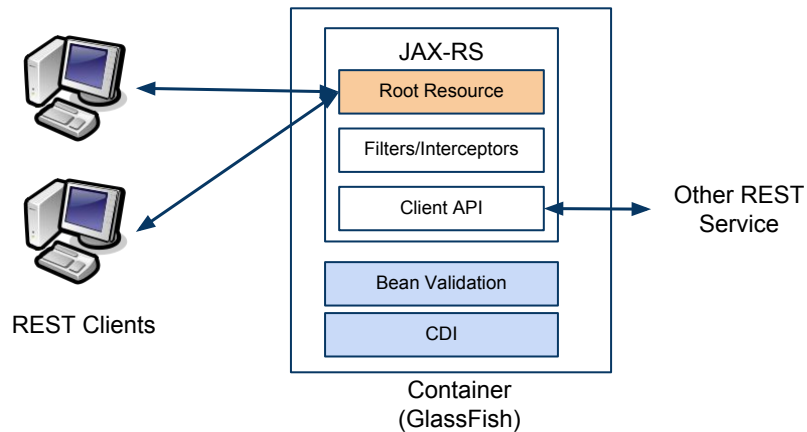 JAX-RS
Root Resource
Filters/Interceptors
Client API
Other REST
Service
Bean Validation
REST Clients
CDI
Container
(GlassFish)